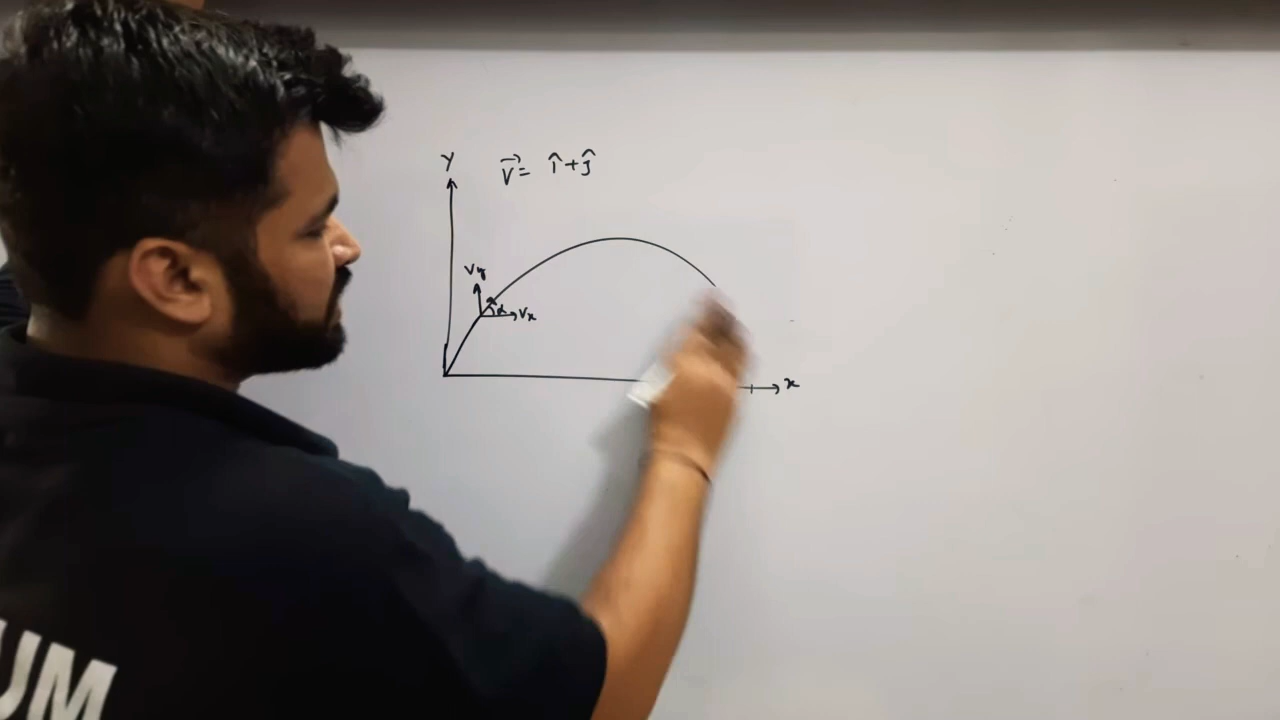 Y
V⃗ = î + ĵ
Vy
α
Vx
x
UM